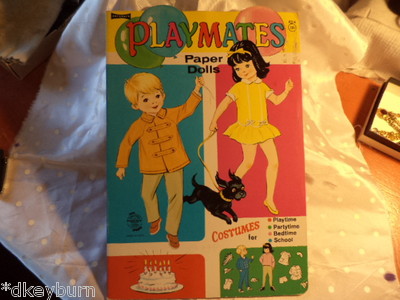 PLAYMATES
Paper
Dolls
COSTUMES
for
• Playtime
• Partytime
• Bedtime
• School
*dkeyburn